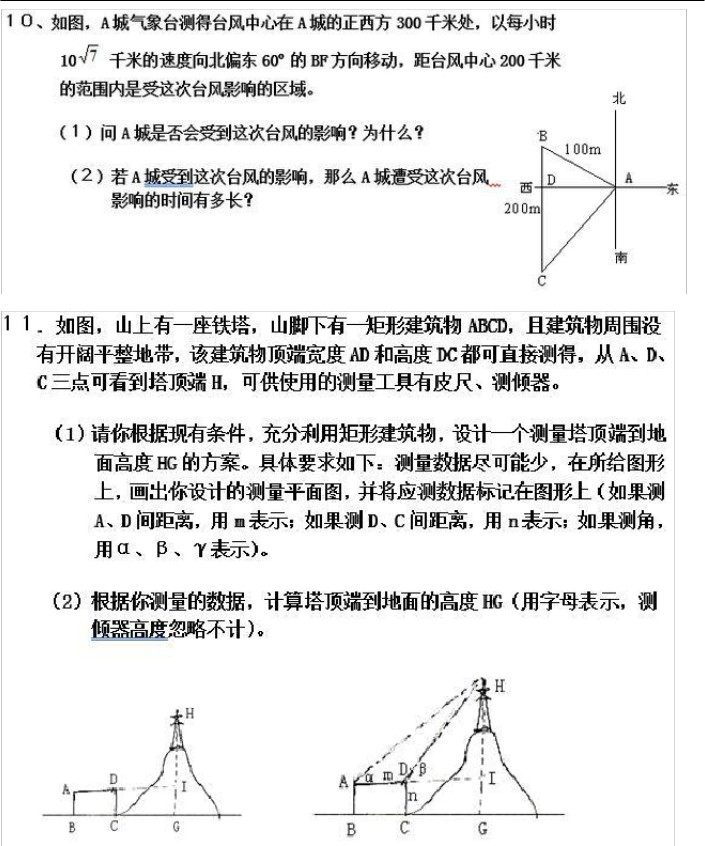 10、如图，A城气象台测得台风中心在A城的正西方300千米处，以每小时
10√7 千米的速度向北偏东60°的BF方向移动，距台风中心200千米
的范围内是受这次台风影响的区域。
（1）问A城是否会受到这次台风的影响？为什么？
（2）若A城受到这次台风的影响，那么A城遭受这次台风
影响的时间有多长？
北
B
100m
西 D A 东
200m
南
C
11．如图，山上有一座铁塔，山脚下有一矩形建筑物ABCD，且建筑物周围没
有开阔平整地带，该建筑物顶端宽度AD和高度DC都可直接测得，从A、D、
C三点可看到塔顶端H，可供使用的测量工具有皮尺、测倾器。
（1）请你根据现有条件，充分利用矩形建筑物，设计一个测量塔顶端到地
面高度HG的方案。具体要求如下：测量数据尽可能少，在所给图形
上，画出你设计的测量平面图，并将应测数据标记在图形上（如果测
A、D间距离，用m表示；如果测D、C间距离，用n表示；如果测角，
用α、β、γ表示）。
（2）根据你测量的数据，计算塔顶端到地面的高度HG（用字母表示，测
倾器高度忽略不计）。
H
A D I
B C G
H
A α m D β I
n
B C G